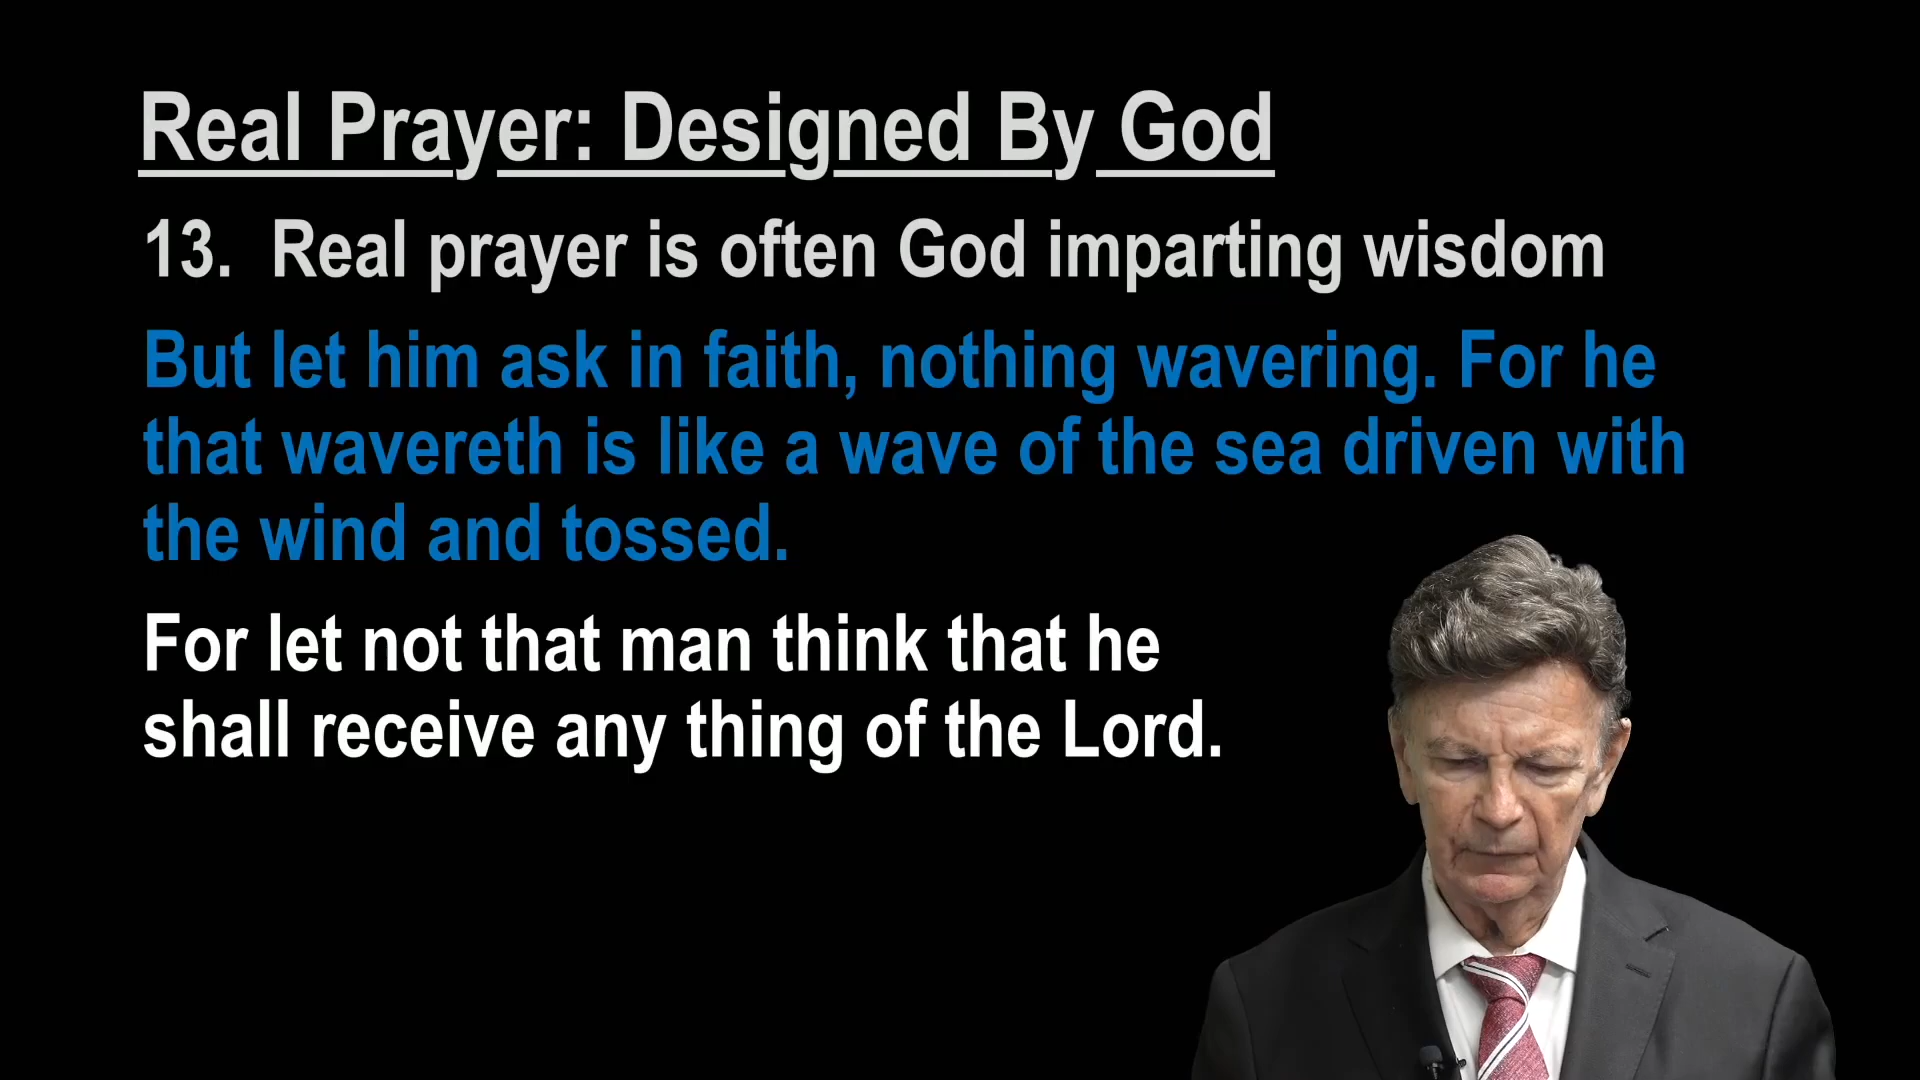 Real Prayer: Designed By God
13. Real prayer is often God imparting wisdom
But let him ask in faith, nothing wavering. For he
that wavereth is like a wave of the sea driven with
the wind and tossed.
For let not that man think that he
shall receive any thing of the Lord.